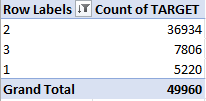 Row Labels Count of TARGET
2 36934
3 7806
1 5220
Grand Total 49960